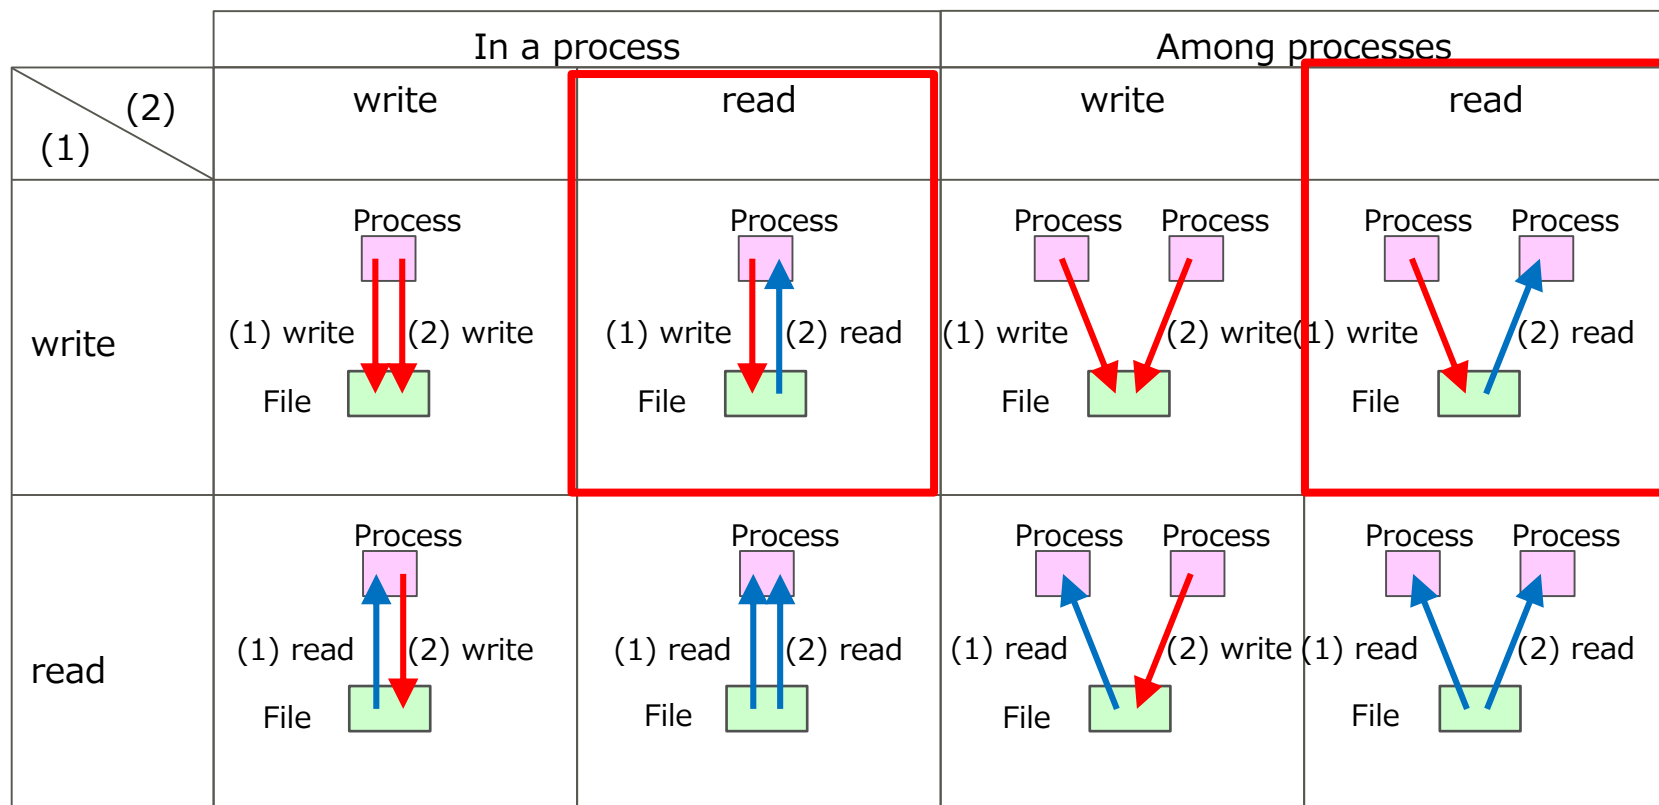 In a process Among processes
(2) write read write read
(1)
Process Process Process Process Process Process
write (1) write (2) write (1) write (2) read (1) write (2) write (1) write (2) read
File File File File
Process Process Process Process Process Process
read (1) read (2) write (1) read (2) read (1) read (2) write (1) read (2) read
File File File File